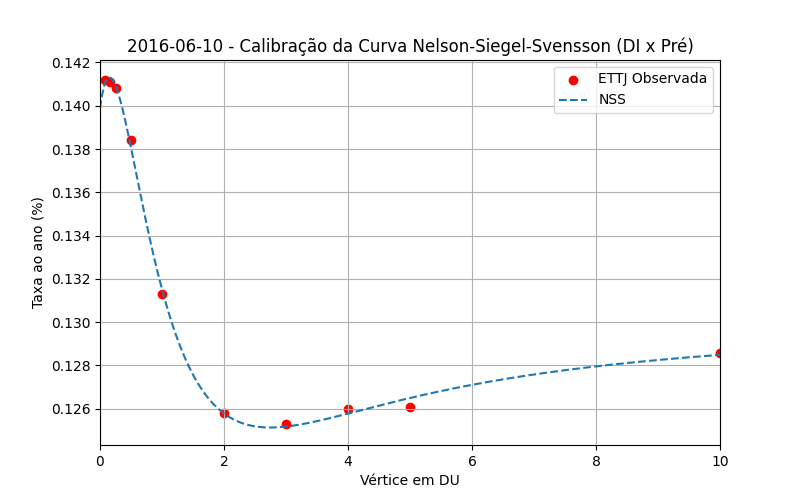 2016-06-10 - Calibração da Curva Nelson-Siegel-Svensson (DI x Pré)
ETTJ Observada
NSS
Taxa ao ano (%)
0.142
0.140
0.138
0.136
0.134
0.132
0.130
0.128
0.126
0 2 4 6 8 10
Vértice em DU